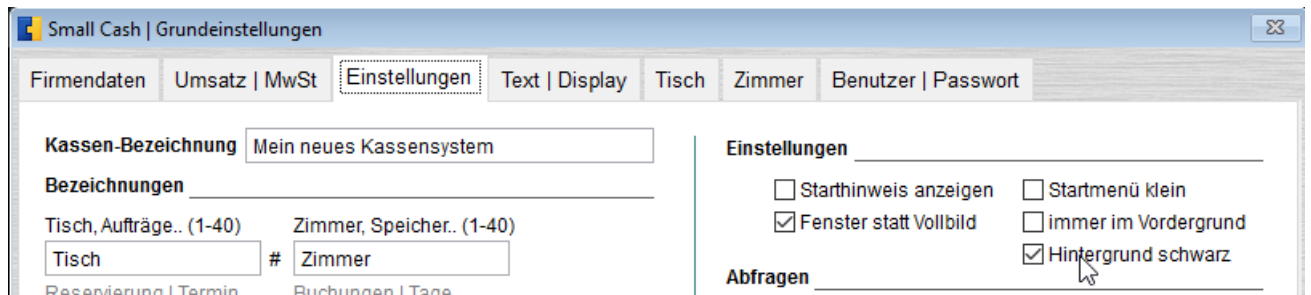 Small Cash | Grundeinstellungen
Firmendaten Umsatz | MwSt Einstellungen Text | Display Tisch Zimmer Benutzer | Passwort
Kassen-Bezeichnung Mein neues Kassensystem
Bezeichnungen
Tisch, Aufträge.. (1-40) Zimmer, Speicher.. (1-40)
Tisch # Zimmer
Reservierung | Termin Buchungen | Tage
Einstellungen
Starthinweis anzeigen Startmenü klein
Fenster statt Vollbild immer im Vordergrund
Hintergrund schwarz
Abfragen